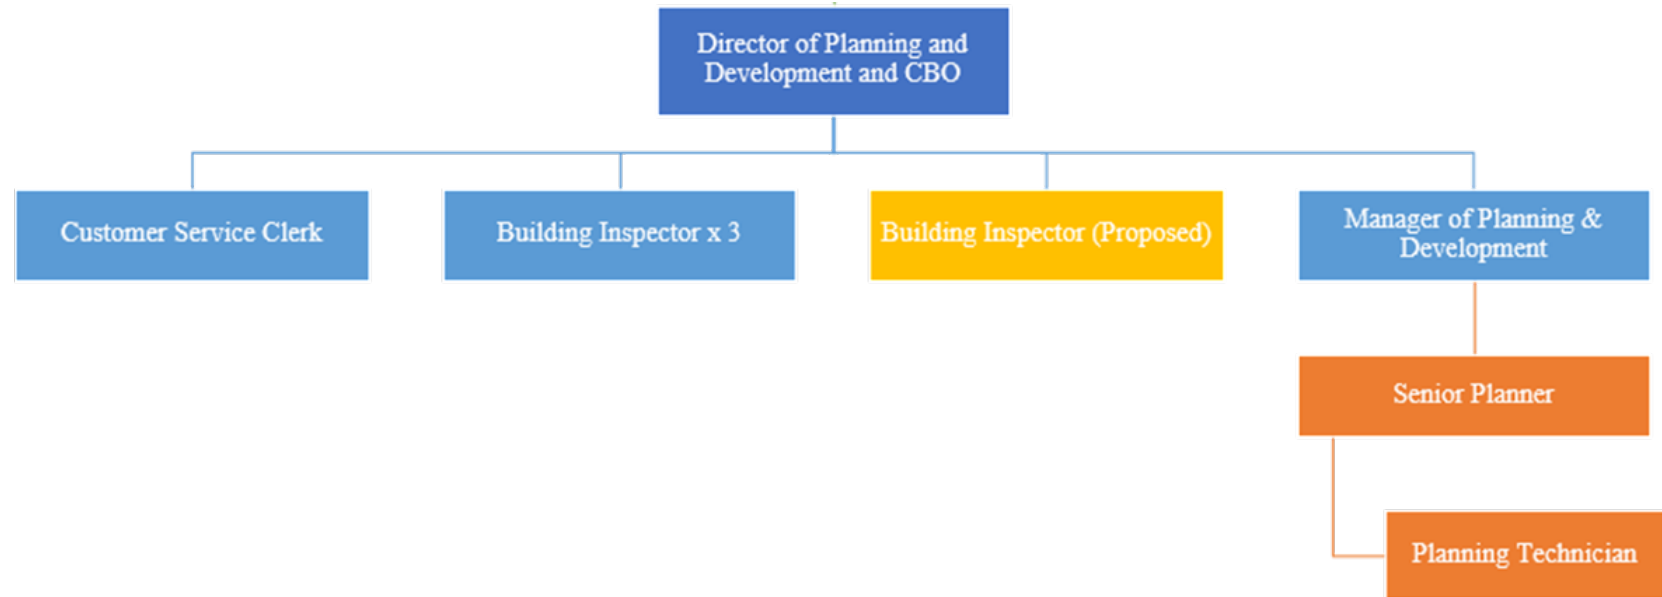 Director of Planning and
Development and CBO
Customer Service Clerk
Building Inspector x 3
Building Inspector (Proposed)
Manager of Planning &
Development
Senior Planner
Planning Technician